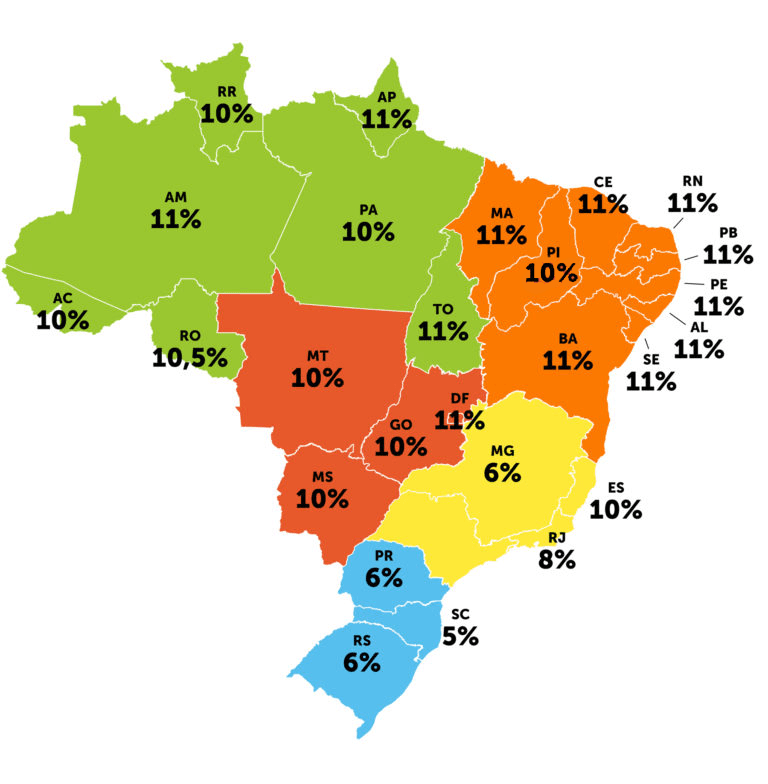 RR
10%
AP
11%
AM
11%
PA
10%
CE
11%
RN
11%
MA
11%
PB
11%
PI
10%
PE
11%
AC
10%
TO
11%
RO
10,5%
AL
11%
BA
11%
SE
11%
MT
10%
DF
11%
GO
10%
MG
6%
MS
10%
ES
10%
RJ
8%
PR
6%
SC
5%
RS
6%